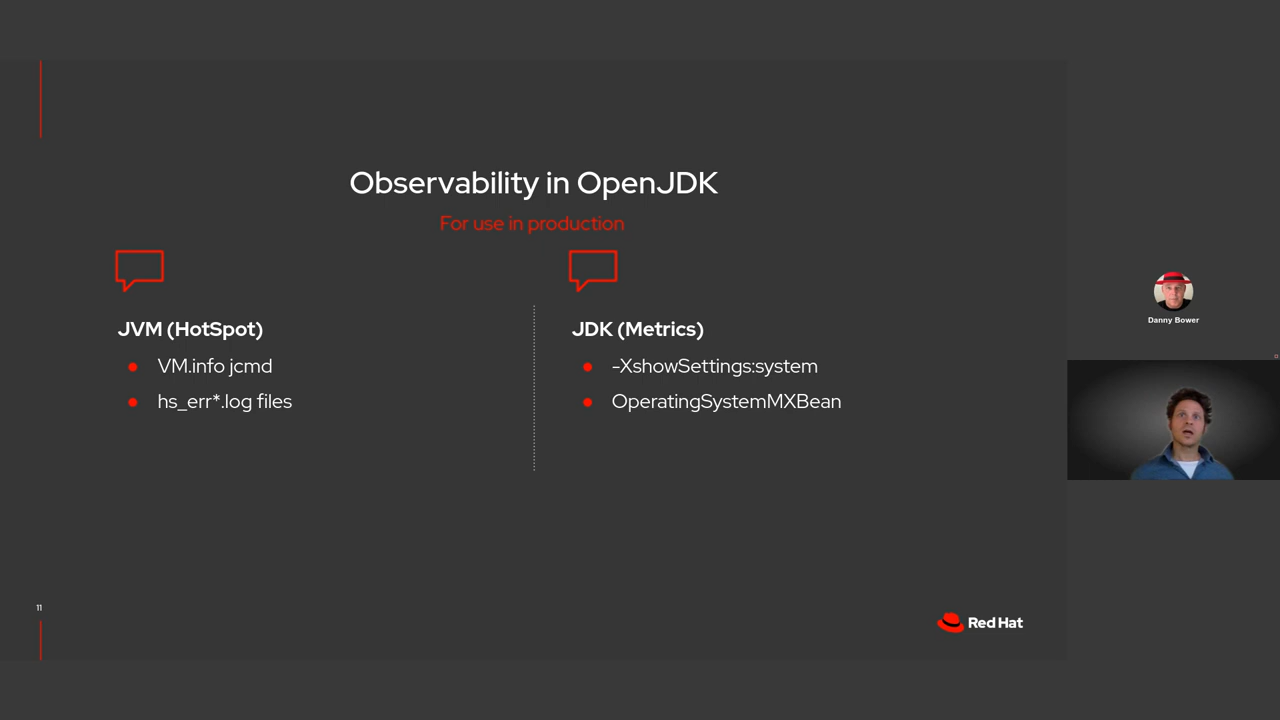 Observability in OpenJDK
For use in production
JVM (HotSpot)
VM.info jcmd
hs_err*.log files
JDK (Metrics)
-XshowSettings:system
OperatingSystemMXBean
Danny Bower
11
Red Hat